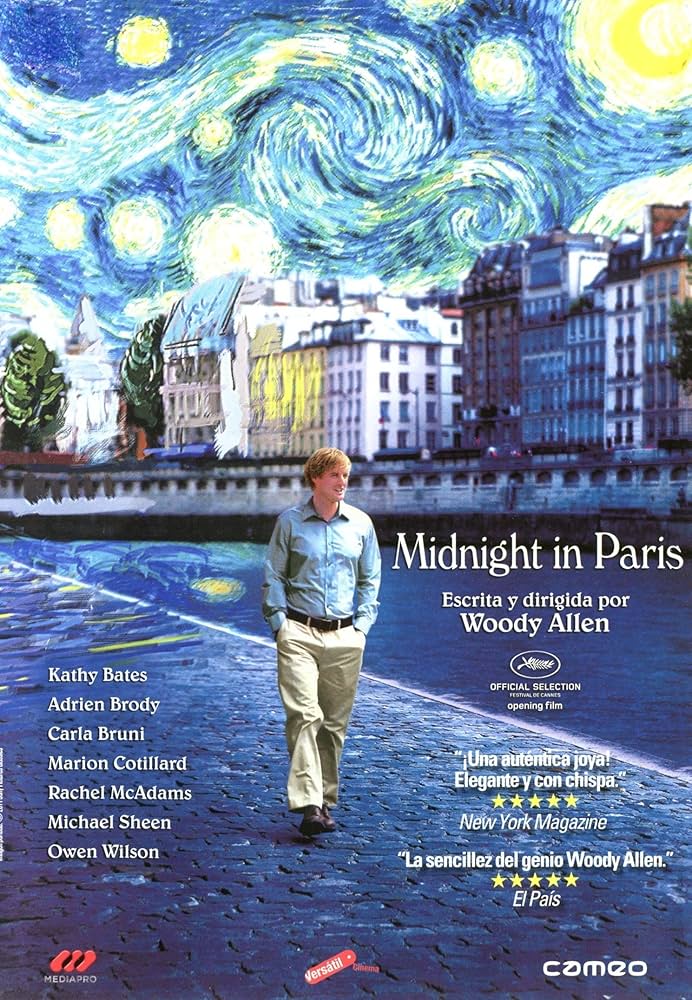 Midnight in Paris
Escrita y dirigida por
Woody Allen
OFFICIAL SELECTION
FESTIVAL DE CANNES
opening film
Kathy Bates
Adrien Brody
Carla Bruni
Marion Cotillard
Rachel McAdams
Michael Sheen
Owen Wilson
"¡Una auténtica joya!
Elegante y con chispa."
New York Magazine
"La sencillez del genio Woody Allen."
El País
MEDIAPRO
Versátil cinema
cameo